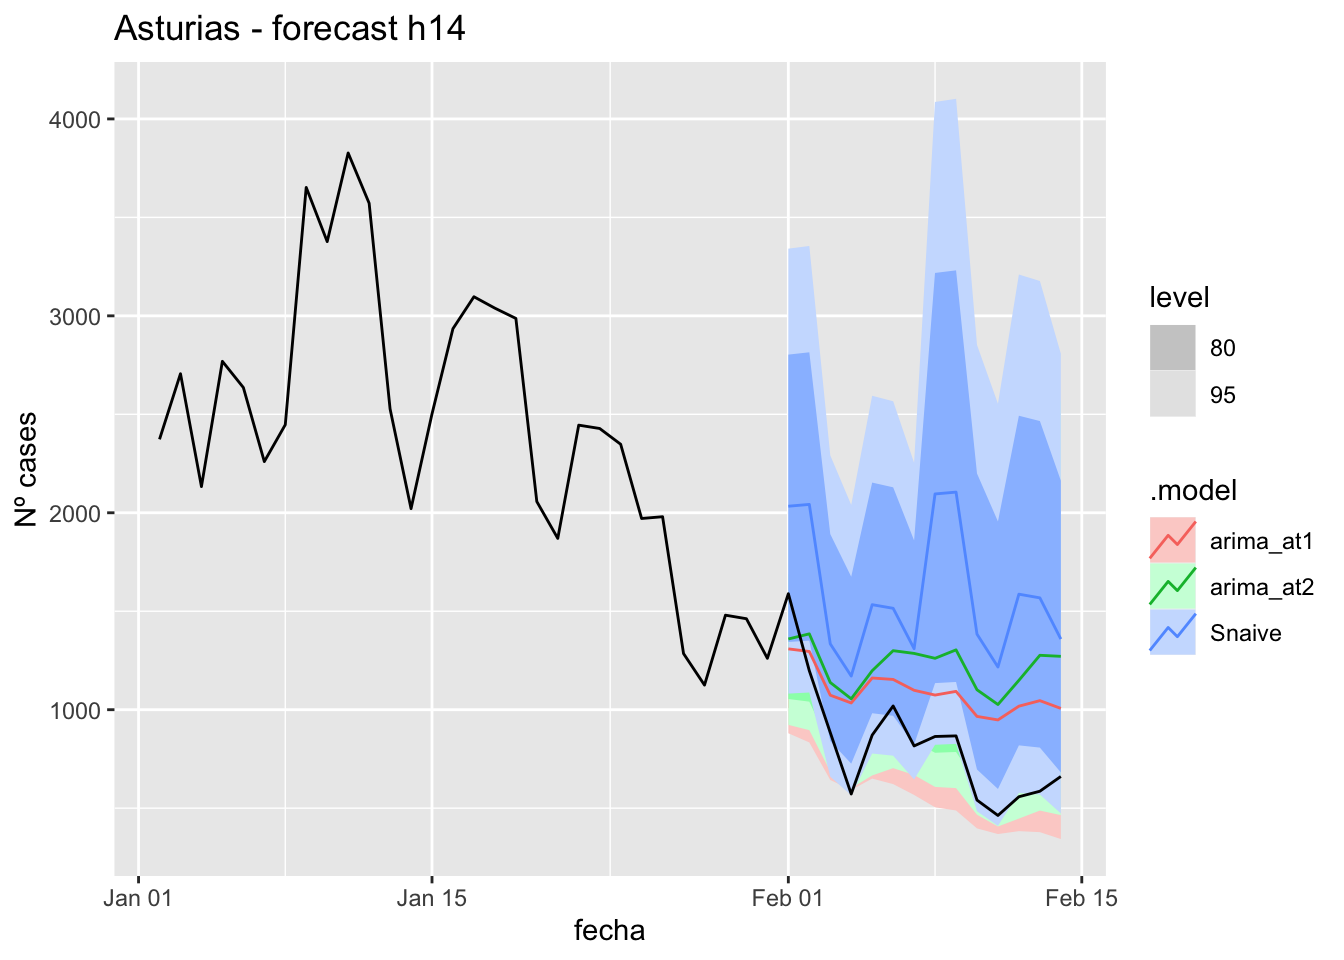 Asturias - forecast h14
Nº cases
4000
3000
2000
1000
Jan 01
Jan 15
Feb 01
Feb 15
fecha
level
80
95
.model
arima_at1
arima_at2
Snaive